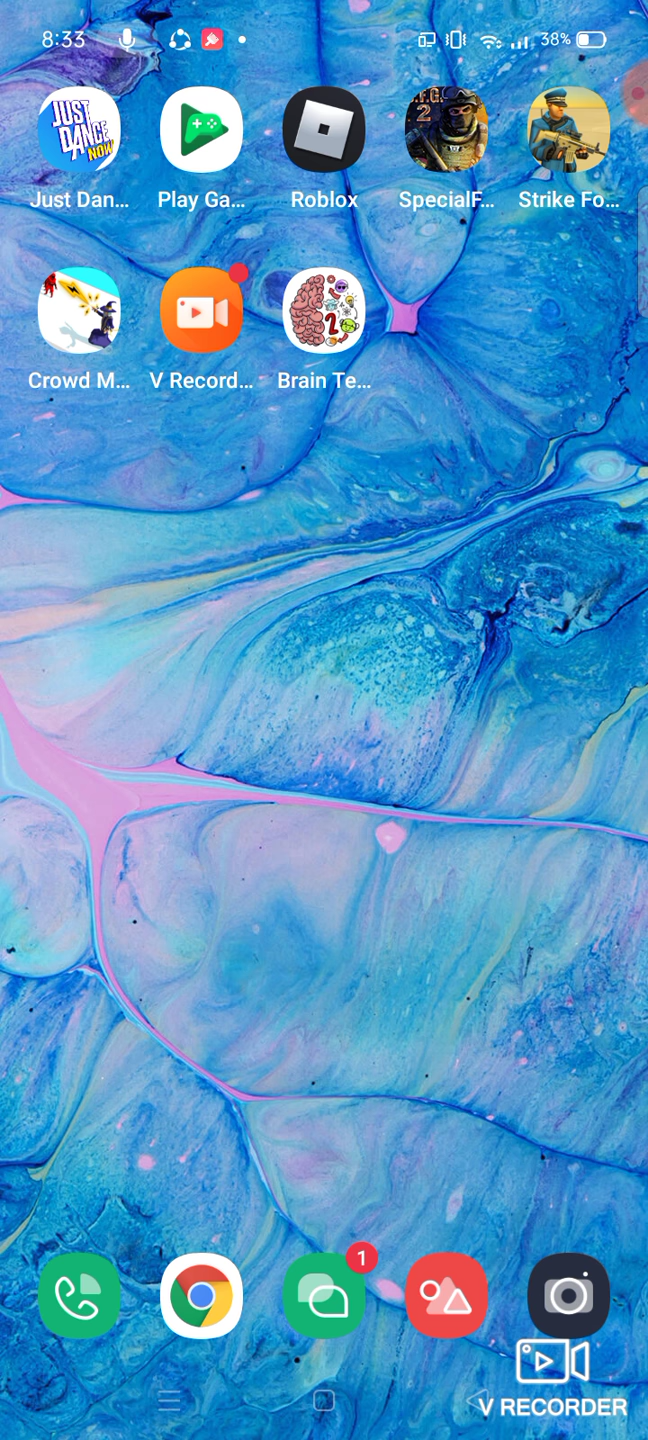 8:33
38%
JUST
DANCE
NOW
2
Just Dan...
Play Ga...
Roblox
SpecialF...
Strike Fo...
2
Crowd M...
V Record...
Brain Te...
1
V RECORDER